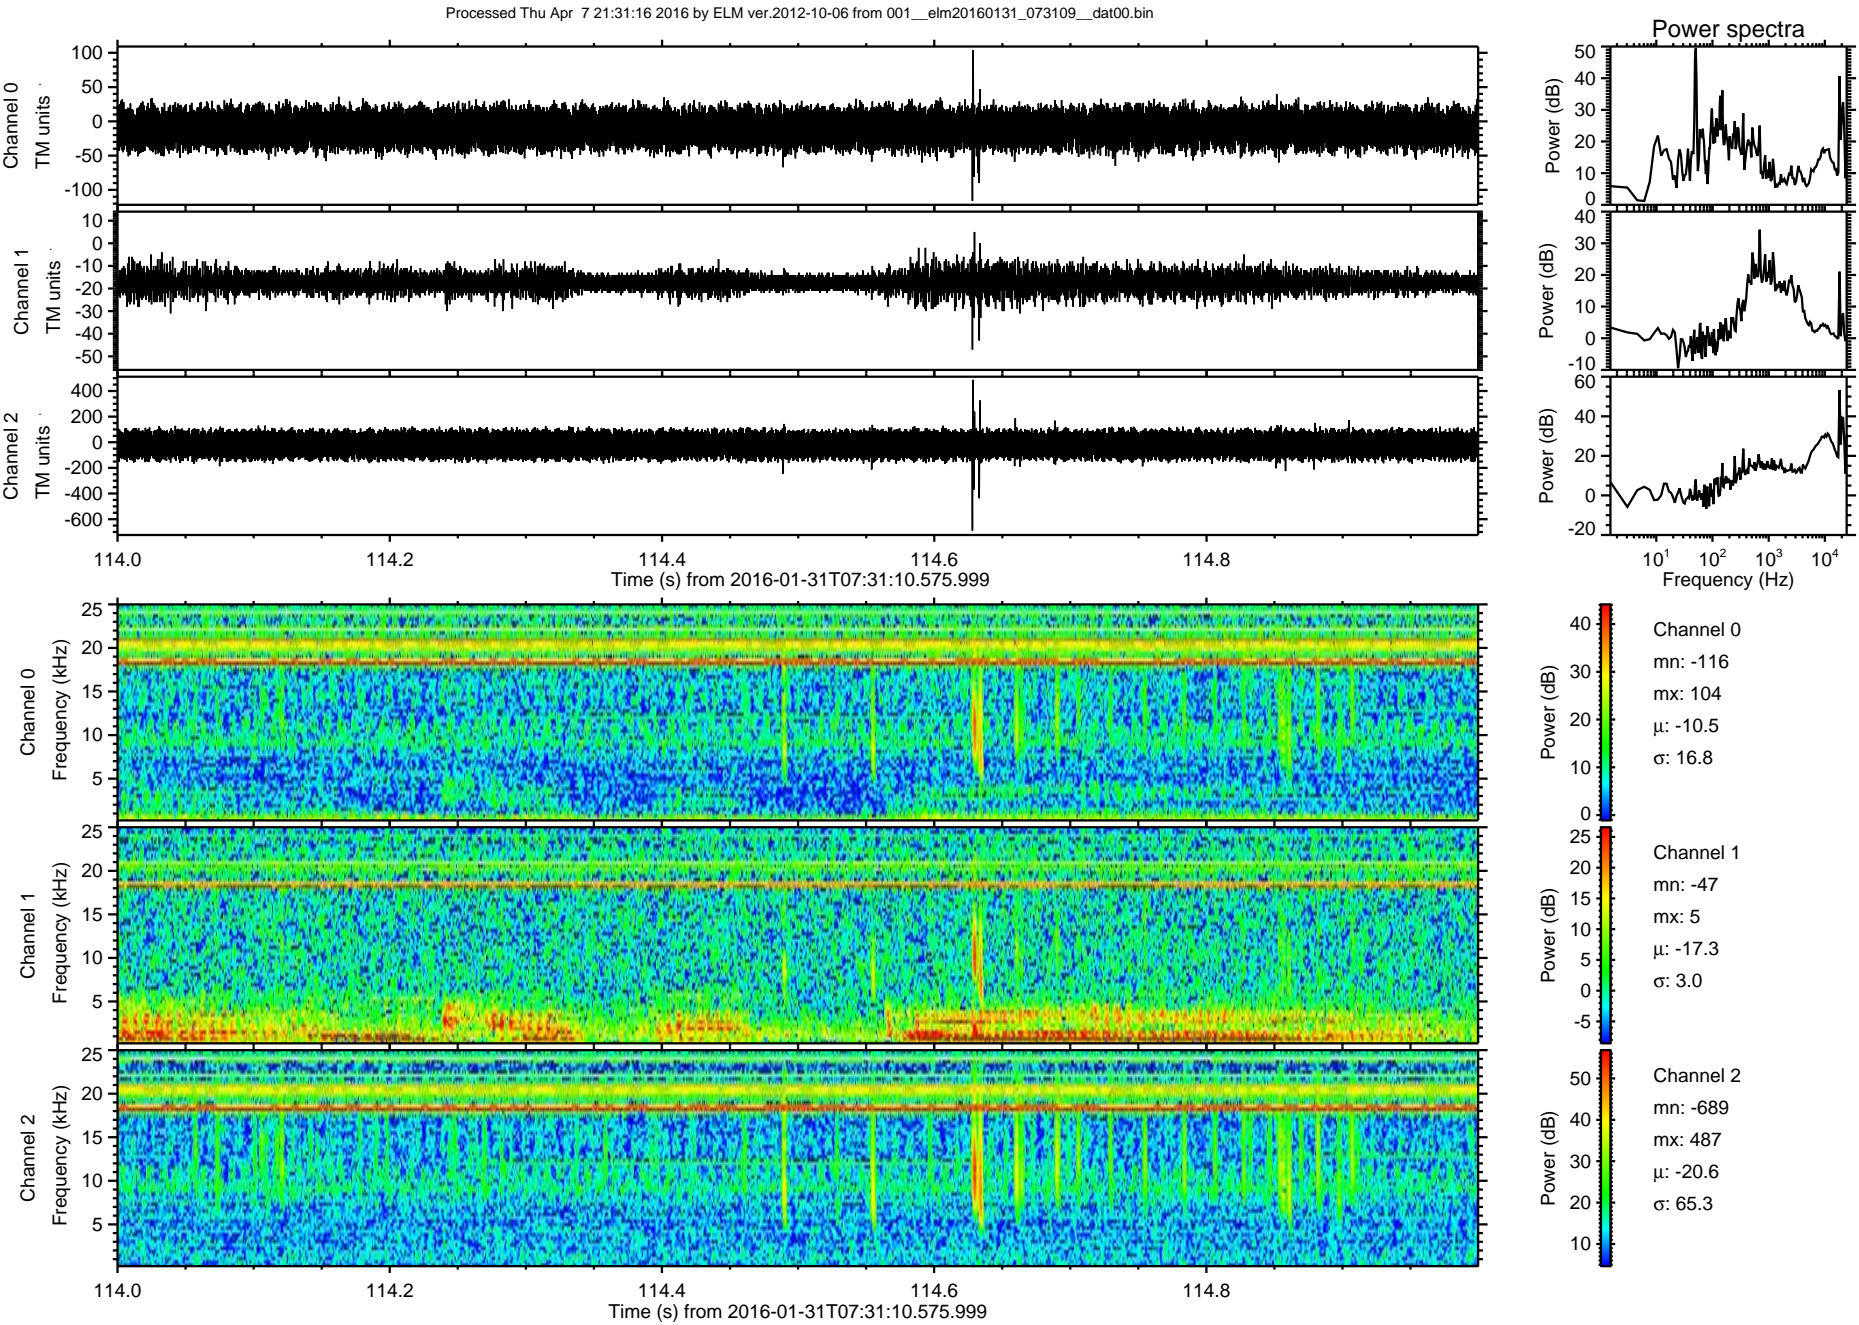 Processed Thu Apr  7 21:31:16 2016 by ELM ver.2012-10-06 from 001__elm20160131_073109__dat00.bin
Power spectra
Channel 0
TM units
100
50
0
-50
-100
Power (dB)
50
40
30
20
10
0
Channel 1
TM units
10
0
-10
-20
-30
-40
-50
Power (dB)
40
30
20
10
0
-10
Channel 2
TM units
400
200
0
-200
-400
-600
Power (dB)
60
40
20
0
-20
114.0 114.2 114.4 114.6 114.8
Time (s) from 2016-01-31T07:31:10.575.999
10¹ 10² 10³ 10⁴
Frequency (Hz)
Channel 0
Frequency (kHz)
25
20
15
10
5
Power (dB)
40
30
20
10
0
Channel 0
mn: -116
mx: 104
µ: -10.5
σ: 16.8
Channel 1
Frequency (kHz)
25
20
15
10
5
Power (dB)
25
20
15
10
5
0
-5
Channel 1
mn: -47
mx: 5
µ: -17.3
σ: 3.0
Channel 2
Frequency (kHz)
25
20
15
10
5
Power (dB)
50
40
30
20
10
Channel 2
mn: -689
mx: 487
µ: -20.6
σ: 65.3
114.0 114.2 114.4 114.6 114.8
Time (s) from 2016-01-31T07:31:10.575.999